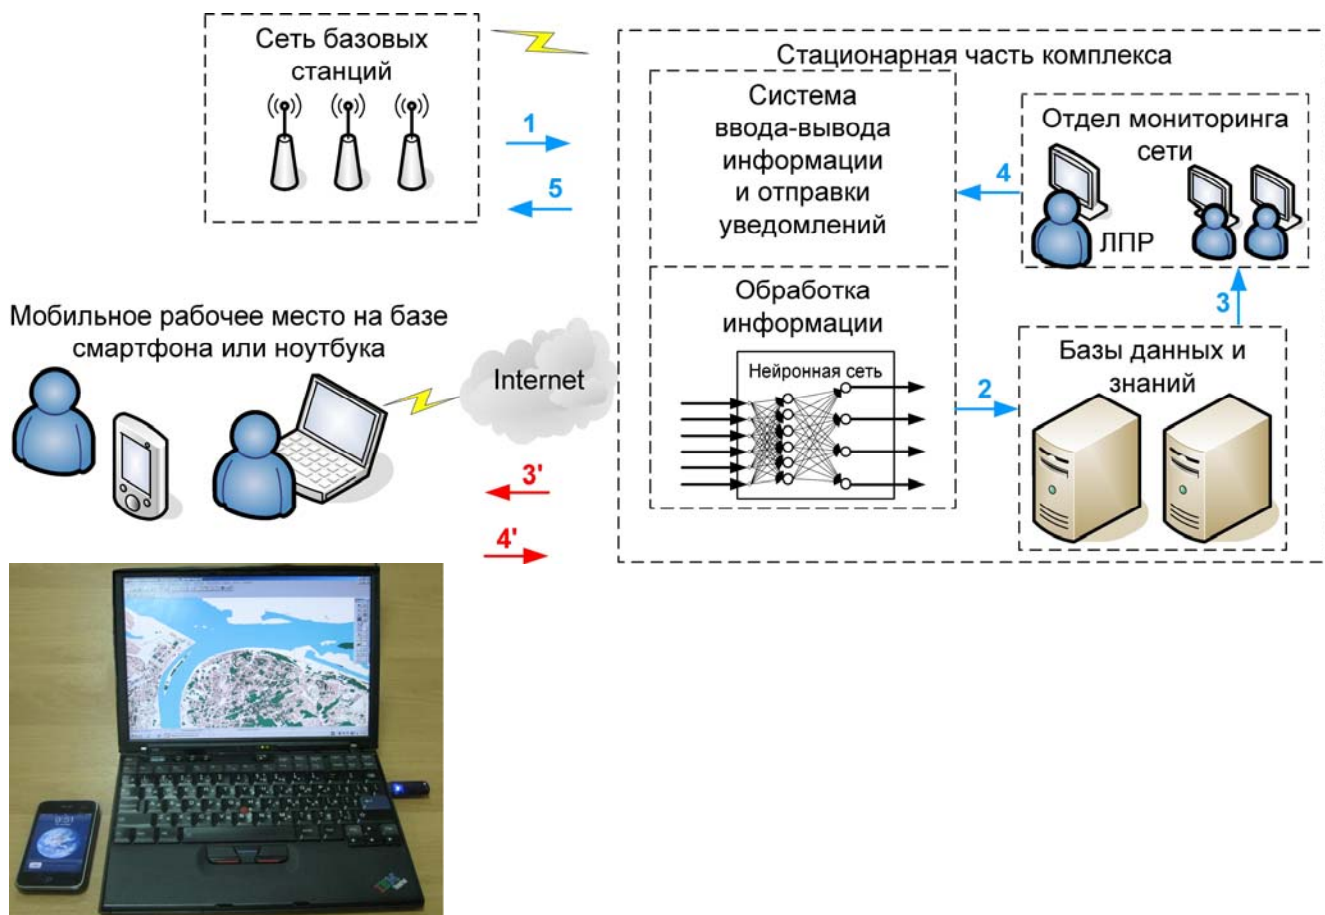 Сеть базовых
станций
1
5
Стационарная часть комплекса
Система
ввода-вывода
информации
и отправки
уведомлений
4
Отдел мониторинга
сети
ЛПР
3
Обработка
информации
Нейронная сеть
2
Базы данных и
знаний
Мобильное рабочее место на базе
смартфона или ноутбука
Internet
3'
4'